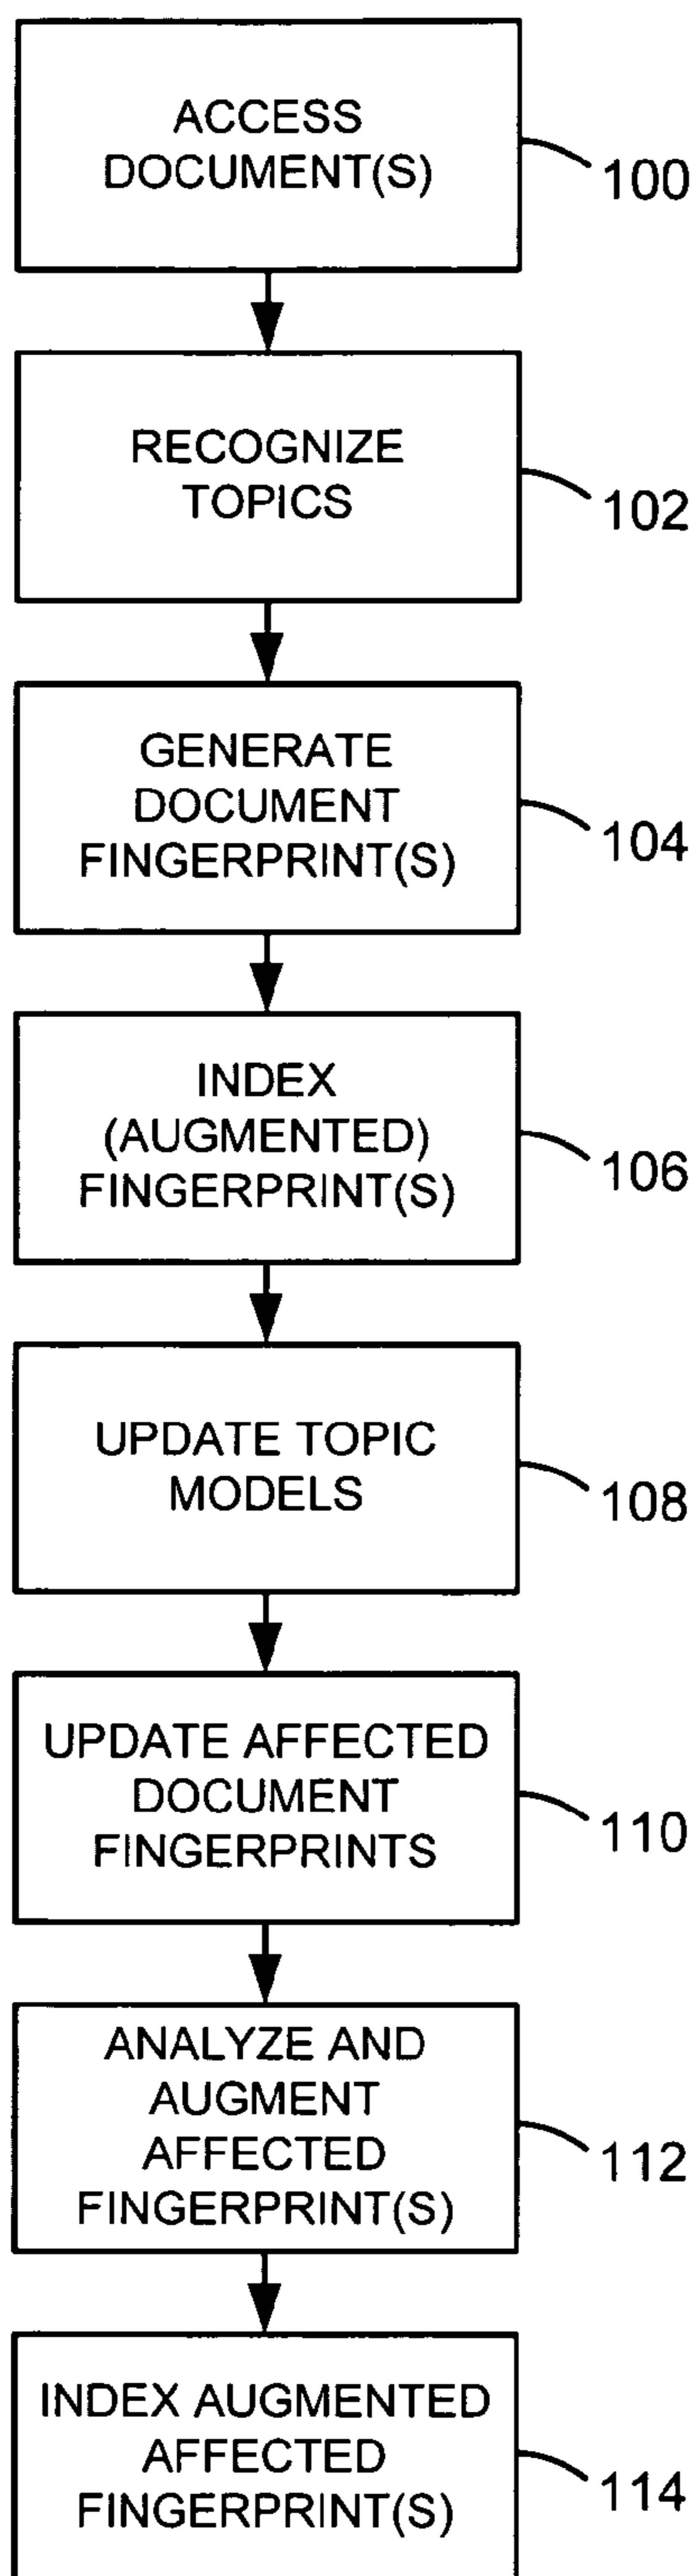 ACCESS
DOCUMENT(S)
100
RECOGNIZE
TOPICS
102
GENERATE
DOCUMENT
FINGERPRINT(S)
104
INDEX
(AUGMENTED)
FINGERPRINT(S)
106
UPDATE TOPIC
MODELS
108
UPDATE AFFECTED
DOCUMENT
FINGERPRINTS
110
ANALYZE AND
AUGMENT
AFFECTED
FINGERPRINT(S)
112
INDEX AUGMENTED
AFFECTED
FINGERPRINT(S)
114